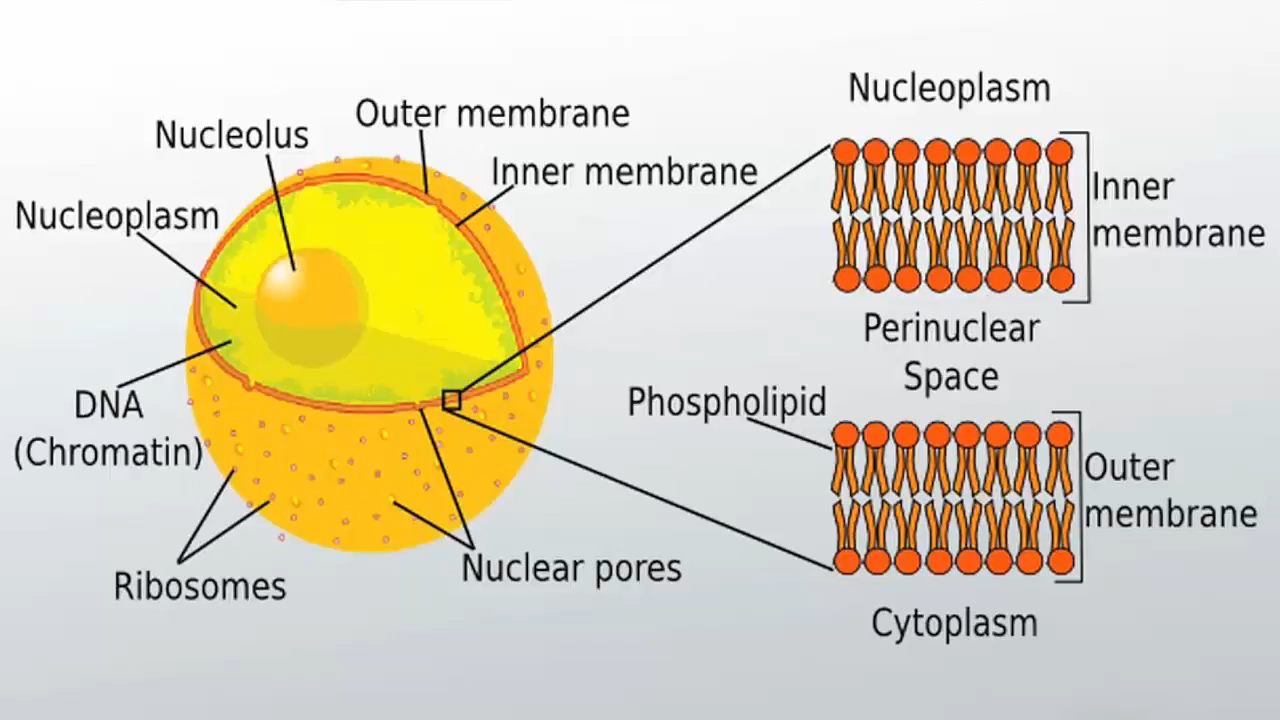 Outer membrane
Nucleolus
Inner membrane
Nucleoplasm
DNA
(Chromatin)
Ribosomes
Nuclear pores
Nucleoplasm
Inner
membrane
Perinuclear
Space
Phospholipid
Outer
membrane
Cytoplasm